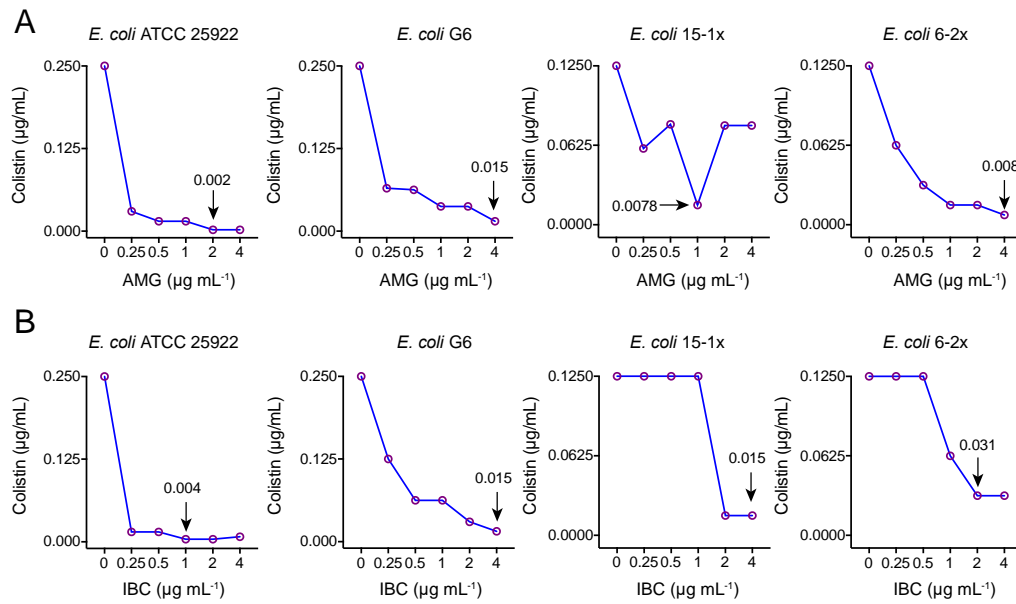 A
E. coli ATCC 25922
Colistin (µg/mL)
0.250
0.125
0.000
0.002
0 0.25 0.5 1 2 4
AMG (µg mL⁻¹)
E. coli G6
Colistin (µg/mL)
0.250
0.125
0.000
0.015
0 0.25 0.5 1 2 4
AMG (µg mL⁻¹)
E. coli 15-1x
Colistin (µg/mL)
0.1250
0.0625
0.0000
0.0078
0 0.25 0.5 1 2 4
AMG (µg mL⁻¹)
E. coli 6-2x
Colistin (µg/mL)
0.1250
0.0625
0.0000
0.008
0 0.25 0.5 1 2 4
AMG (µg mL⁻¹)
B
E. coli ATCC 25922
Colistin (µg/mL)
0.250
0.125
0.000
0.004
0 0.25 0.5 1 2 4
IBC (µg mL⁻¹)
E. coli G6
Colistin (µg/mL)
0.250
0.125
0.000
0.015
0 0.25 0.5 1 2 4
IBC (µg mL⁻¹)
E. coli 15-1x
Colistin (µg/mL)
0.1250
0.0625
0.0000
0.015
0 0.25 0.5 1 2 4
IBC (µg mL⁻¹)
E. coli 6-2x
Colistin (µg/mL)
0.1250
0.0625
0.0000
0.031
0 0.25 0.5 1 2 4
IBC (µg mL⁻¹)